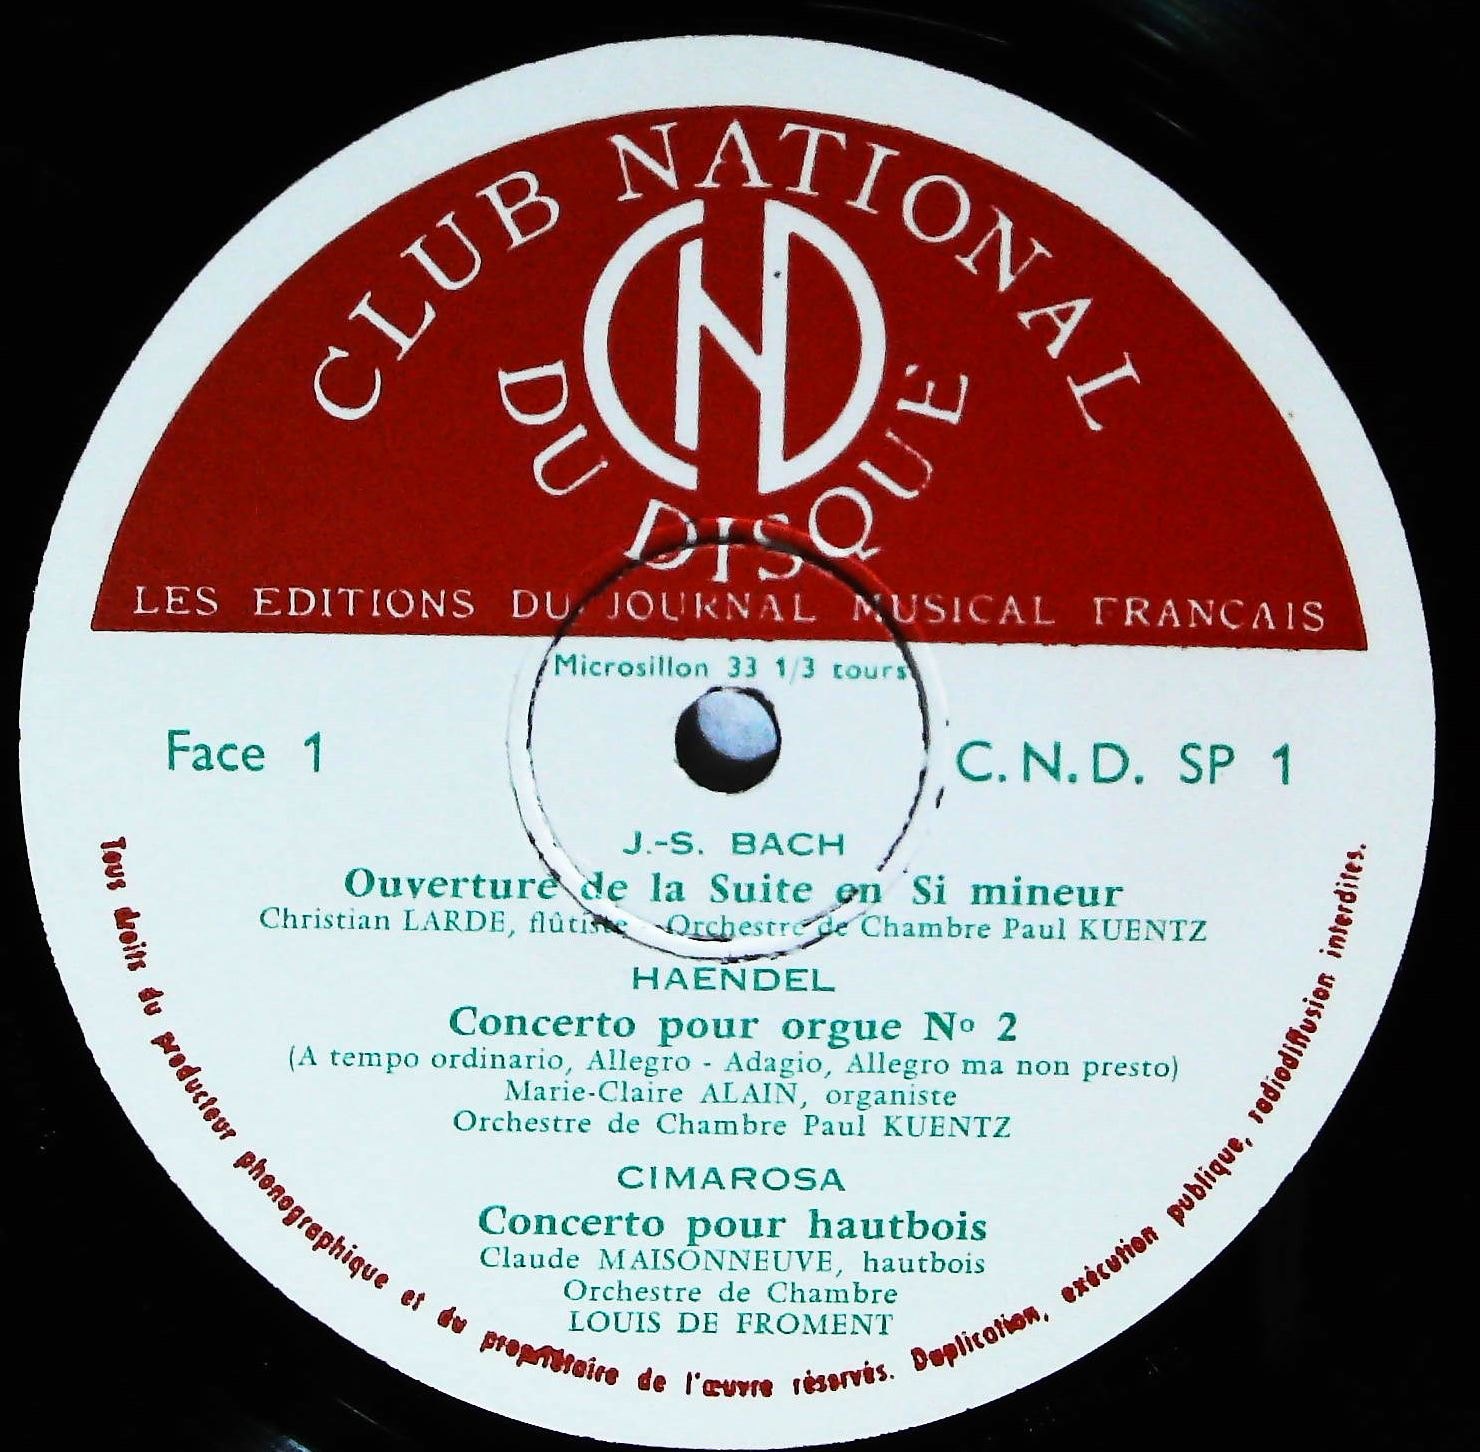 CLUB NATIONAL
CND
DU DISQUE
LES EDITIONS DU JOURNAL MUSICAL FRANCAIS
Microsillon 33 1/3 tours
Face 1
C.N.D. SP 1
J.-S. BACH
Ouverture de la Suite en Si mineur
Christian LARDE, flûtiste - Orchestre de Chambre Paul KUENTZ
HAENDEL
Concerto pour orgue Nº 2
(A tempo ordinario, Allegro - Adagio, Allegro ma non presto)
Marie-Claire ALAIN, organiste
Orchestre de Chambre Paul KUENTZ
CIMAROSA
Concerto pour hautbois
Claude MAISONNEUVE, hautbois
Orchestre de Chambre
LOUIS DE FROMENT
Tous droits du producteur phonographique et du propriétaire de l'œuvre réservés. Duplication, exécution publique, radiodiffusion interdites.